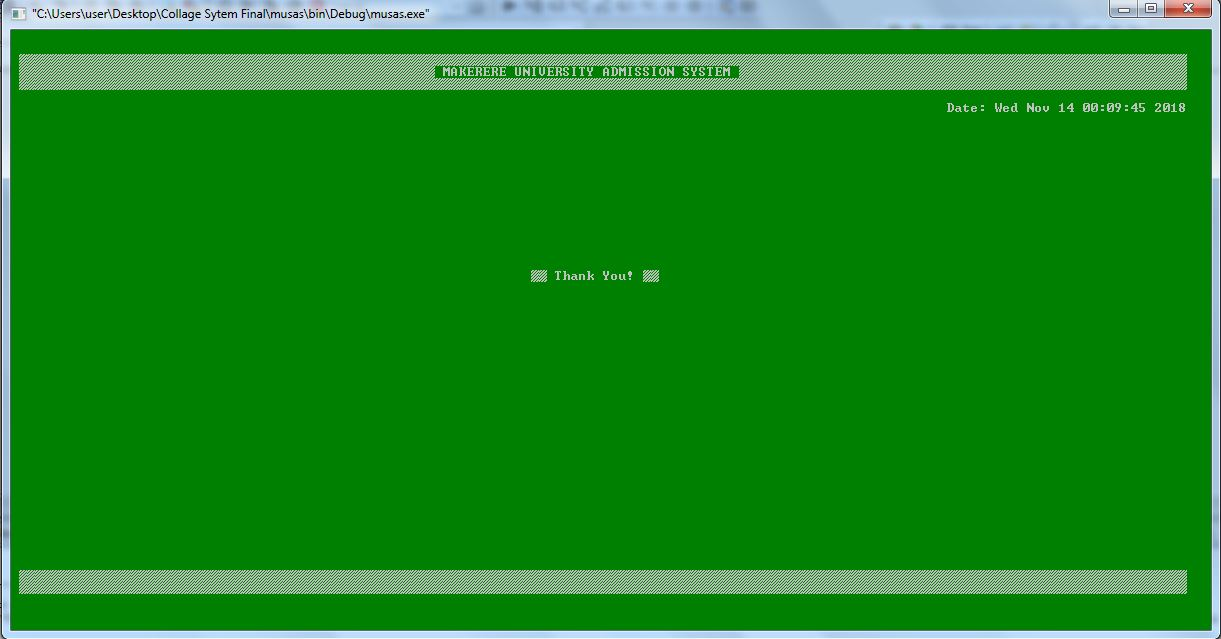 "C:\Users\user\Desktop\Collage Sytem Final\musas\bin\Debug\musas.exe"
MAKERERE UNIVERSITY ADMISSION SYSTEM
Date: Wed Nov 14 00:09:45 2018
Thank You!